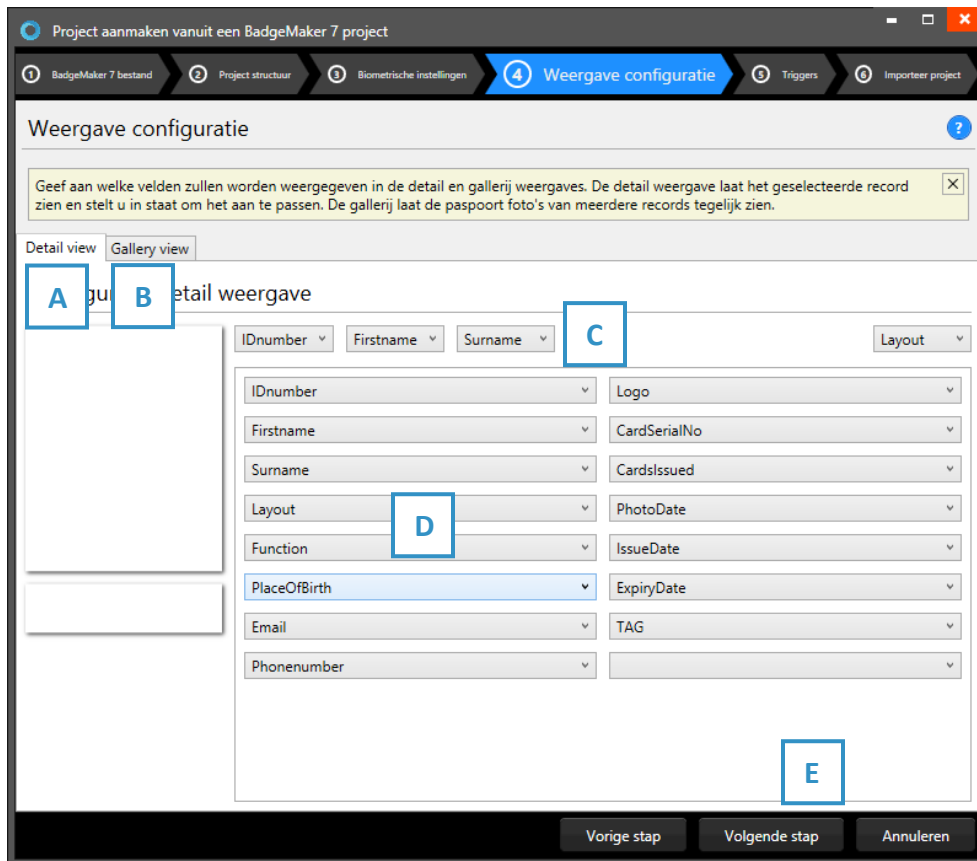 Project aanmaken vanuit een BadgeMaker 7 project
1 BadgeMaker 7 bestand 2 Project structuur 3 Biometrische instellingen 4 Weergave configuratie 5 Triggers 6 Importeer project
Weergave configuratie ?
Geef aan welke velden zullen worden weergegeven in de detail en gallerij weergaves. De detail weergave laat het geselecteerde record
zien en stelt u in staat om het aan te passen. De gallerij laat de paspoort foto's van meerdere records tegelijk zien.
Detail view Gallery view
A gu B etail weergave
IDnumber Firstname Surname C Layout
IDnumber Logo
Firstname CardSerialNo
Surname CardsIssued
Layout PhotoDate
D
Function IssueDate
PlaceOfBirth ExpiryDate
Email TAG
Phonenumber
E
Vorige stap Volgende stap Annuleren